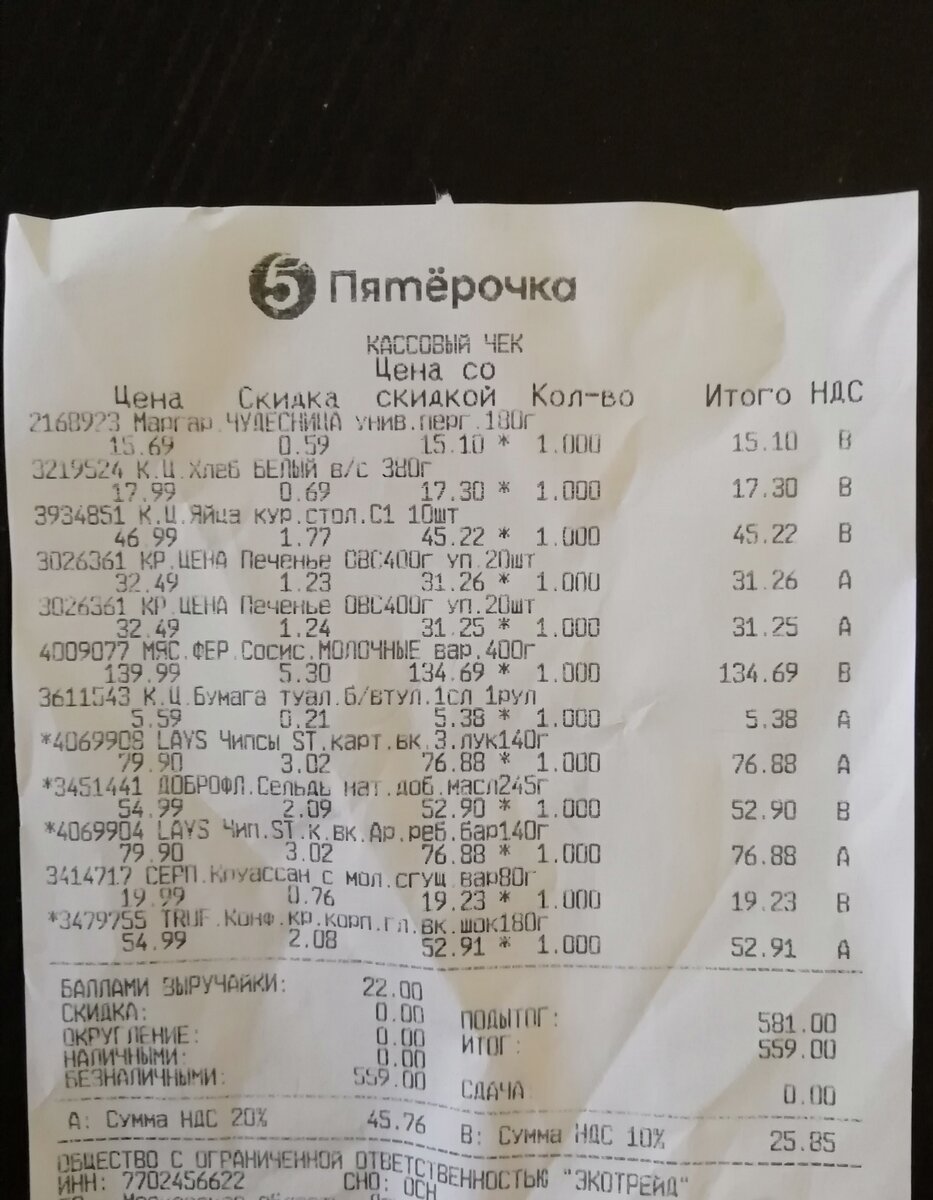 5 Пятёрочка
КАССОВЫЙ ЧЕК
Цена Скидка Цена со скидкой Кол-во Итого НДС
2168923 Маргар.ЧУДЕСНИЦА унив.перг.180г
15.69 0.59 15.10 * 1.000 15.10 В
3219524 К.Ц.Хлеб БЕЛЫЙ в/с 380г
17.99 0.69 17.30 * 1.000 17.30 В
3934851 К.Ц.Яйца кур.стол.С1 10шт
46.99 1.77 45.22 * 1.000 45.22 В
3026361 КР.ЦЕНА Печенье ОВС400г уп.20шт
32.49 1.23 31.26 * 1.000 31.26 А
3026361 КР.ЦЕНА Печенье ОВС400г уп.20шт
32.49 1.24 31.25 * 1.000 31.25 А
4009077 МЯС.ФЕР.Сосис.МОЛОЧНЫЕ вар.400г
139.99 5.30 134.69 * 1.000 134.69 В
3611543 К.Ц.Бумага туал.б/втул.1сл 1рул
5.59 0.21 5.38 * 1.000 5.38 А
*4069908 LAYS Чипсы ST.карт.вк.З.лук140г
79.90 3.02 76.88 * 1.000 76.88 А
*3451441 ДОБРОФЛ.Сельдь нат.доб.масл245г
54.99 2.09 52.90 * 1.000 52.90 В
*4069904 LAYS Чип.ST.к.вк.Ар.реб.бар140г
79.90 3.02 76.88 * 1.000 76.88 А
3414717 СЕРП.Круассан с мол.сгущ.вар80г
19.99 0.76 19.23 * 1.000 19.23 В
*3479755 TRUF.Конф.кр.корп.гл.вк.шок180г
54.99 2.08 52.91 * 1.000 52.91 А
БАЛЛАМИ ВЫРУЧАЙКИ: 22.00
СКИДКА: 0.00 ПОДЫТОГ: 581.00
ОКРУГЛЕНИЕ: 0.00 ИТОГ: 559.00
НАЛИЧНЫМИ: 0.00
БЕЗНАЛИЧНЫМИ: 559.00 СДАЧА 0.00
А: Сумма НДС 20% 45.76 В: Сумма НДС 10% 25.85
ОБЩЕСТВО С ОГРАНИЧЕННОЙ ОТВЕТСТВЕННОСТЬЮ "ЭКОТРЕЙД"
ИНН: 7702456622 СНО: ОСН